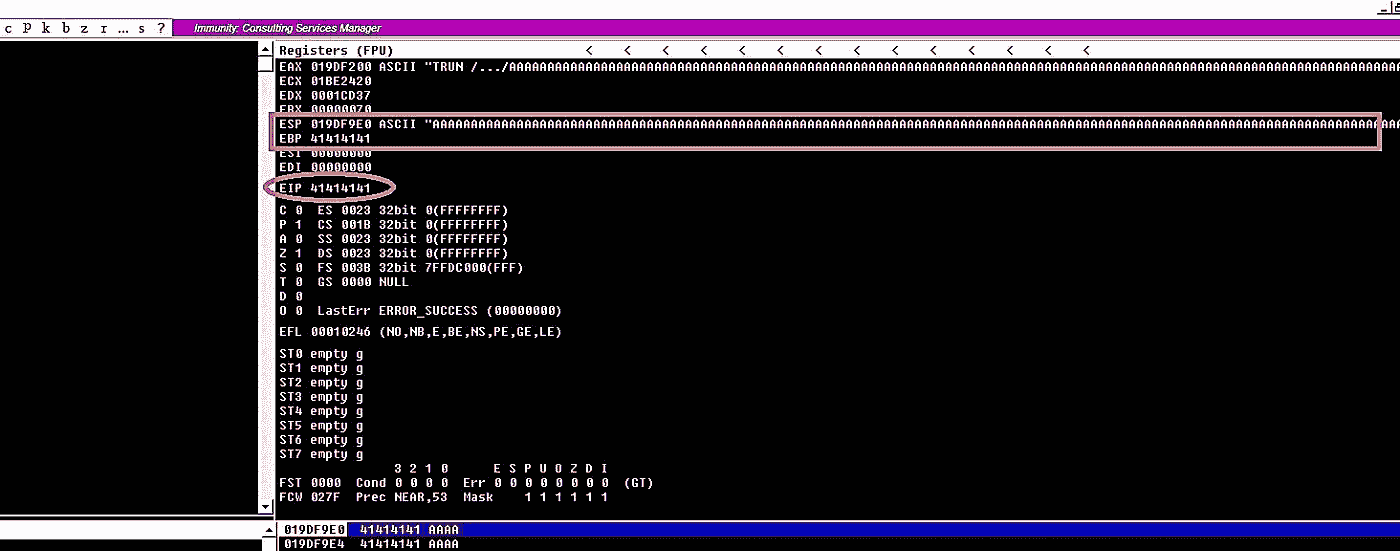 c P k b z r ... s ?
Immunity: Consulting Services Manager
Registers (FPU) < < < < < < < < < < < < < <
EAX 019DF200 ASCII "TRUN /.../AAAAAAAAAAAAAAAAAAAAAAAAAAAAAAAAAAAAAAAAAAAAAAAAAAAAAAAAAAAAAAAAAAAAAAAAAAAAAAAAAAAAAAAAAAAAAAAAAAAAAAAAAAAA
ECX 01BE2420
EDX 0001CD37
EBX 00000070
ESP 019DF9E0 ASCII "AAAAAAAAAAAAAAAAAAAAAAAAAAAAAAAAAAAAAAAAAAAAAAAAAAAAAAAAAAAAAAAAAAAAAAAAAAAAAAAAAAAAAAAAAAAAAAAAAAAAAAAAAAAAAAAAAAAAAAAAAA
EBP 41414141
ESI 00000000
EDI 00000000
EIP 41414141
C 0 ES 0023 32bit 0(FFFFFFFF)
P 1 CS 001B 32bit 0(FFFFFFFF)
A 0 SS 0023 32bit 0(FFFFFFFF)
Z 1 DS 0023 32bit 0(FFFFFFFF)
S 0 FS 003B 32bit 7FFDC000(FFF)
T 0 GS 0000 NULL
D 0
O 0 LastErr ERROR_SUCCESS (00000000)
EFL 00010246 (NO,NB,E,BE,NS,PE,GE,LE)
ST0 empty g
ST1 empty g
ST2 empty g
ST3 empty g
ST4 empty g
ST5 empty g
ST6 empty g
ST7 empty g
3 2 1 0 E S P U O Z D I
FST 0000 Cond 0 0 0 0 Err 0 0 0 0 0 0 0 0 (GT)
FCW 027F Prec NEAR,53 Mask 1 1 1 1 1 1
019DF9E0 41414141 AAAA
019DF9E4 41414141 AAAA